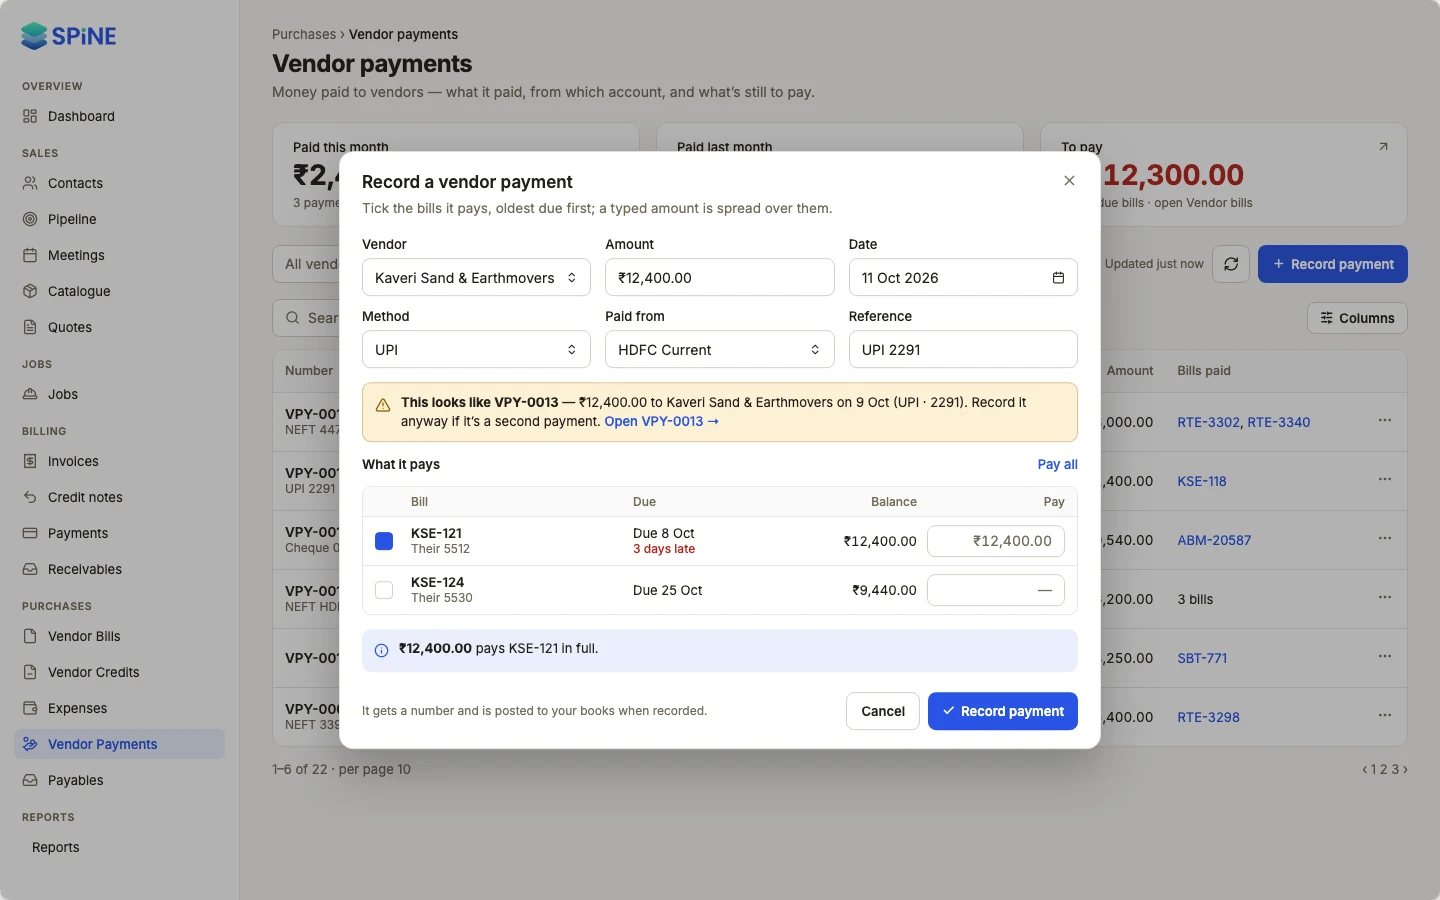 SPiNE
OVERVIEW
Dashboard
SALES
Contacts
Pipeline
Meetings
Catalogue
Quotes
JOBS
Jobs
BILLING
Invoices
Credit notes
Payments
Receivables
PURCHASES
Vendor Bills
Vendor Credits
Expenses
Vendor Payments
Payables
REPORTS
Reports
Purchases › Vendor payments
Vendor payments
Money paid to vendors — what it paid, from which account, and what's still to pay.
Paid this month
₹2,
3
Paid last month
To pay
12,300.00
due bills · open Vendor bills
All
Updated just now
+ Record payment
Columns
Number
Amount
Bills paid
,000.00
RTE-3302, RTE-3340
UPI 2291
,400.00
KSE-118
Cheque
,540.00
ABM-20587
NEFT
,200.00
3 bills
,250.00
SBT-771
NEFT
,400.00
RTE-3298
1–6 of 22 · per page 10
‹ 1 2 3 ›
Record a vendor payment
Tick the bills it pays, oldest due first; a typed amount is spread over them.
Vendor
Amount
Date
Kaveri Sand & Earthmovers
₹12,400.00
11 Oct 2026
Method
Paid from
Reference
UPI
HDFC Current
UPI 2291
This looks like VPY-0013 — ₹12,400.00 to Kaveri Sand & Earthmovers on 9 Oct (UPI · 2291). Record it
anyway if it's a second payment. Open VPY-0013 →
What it pays
Pay all
Bill
Due
Balance
Pay
KSE-121
Their 5512
Due 8 Oct
3 days late
₹12,400.00
₹12,400.00
KSE-124
Their 5530
Due 25 Oct
₹9,440.00
—
₹12,400.00 pays KSE-121 in full.
It gets a number and is posted to your books when recorded.
Cancel
Record payment